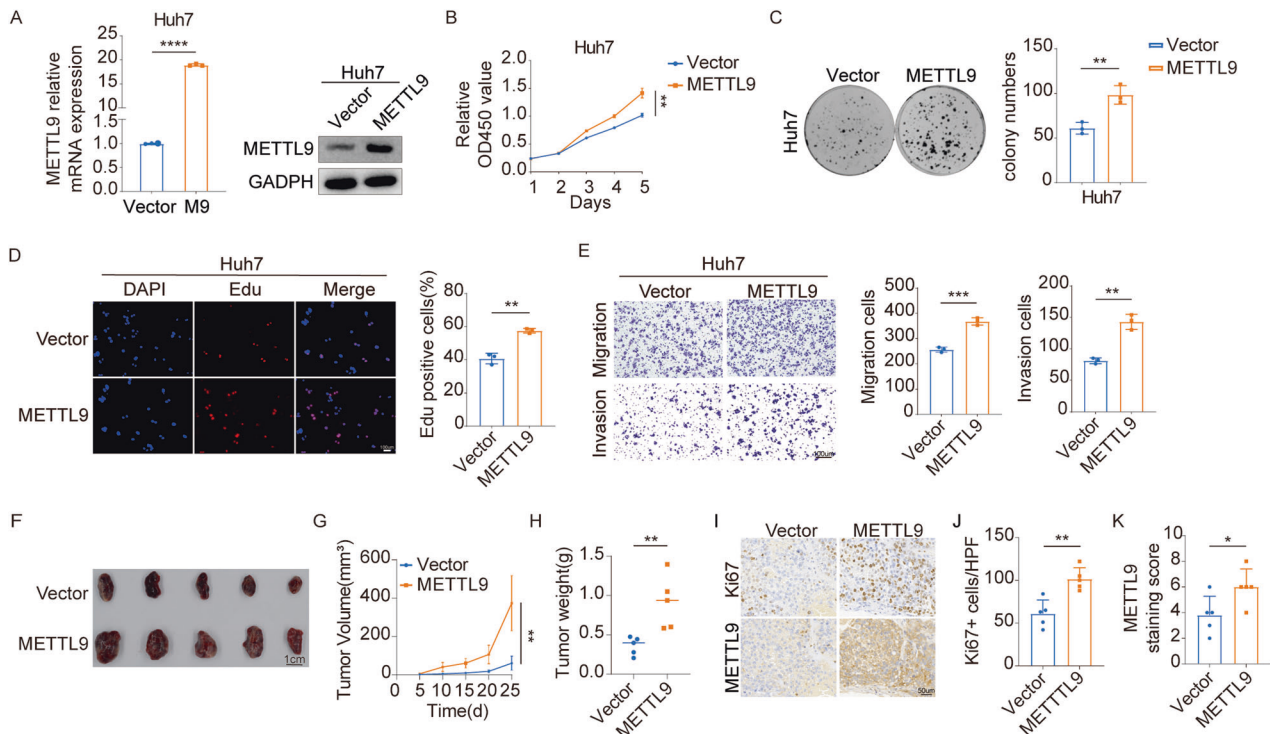 A
Huh7
METTL9 relative
mRNA expression
25
20
15
10
1.5
1.0
0.5
0.0
****
Vector M9
Huh7
Vector
METTL9
METTL9
GADPH
B
Huh7
Relative
OD450 value
2.0
1.5
1.0
0.5
0.0
1 2 3 4 5
Days
Vector
METTL9
**
C
Vector
METTL9
Huh7
colony numbers
150
100
50
0
**
Huh7
Vector
METTL9
D
Huh7
DAPI
Edu
Merge
Vector
METTL9
100um
Edu positive cells(%)
80
60
40
20
0
**
Vector
METTL9
E
Huh7
Vector
METTL9
Migration
Invasion
100um
Migration cells
500
400
300
200
100
0
***
Vector
METTL9
Invasion cells
200
150
100
50
0
**
Vector
METTL9
F
Vector
METTL9
1cm
G
Tumor Volume(mm³)
600
400
200
0
0 5 10 15 20 25
Time(d)
Vector
METTL9
**
H
Tumor weight(g)
1.5
1.0
0.5
0.0
**
Vector
METTL9
I
Vector
METTL9
Ki67
METTL9
50um
J
Ki67+ cells/HPF
150
100
50
0
**
Vector
METTTL9
K
METTL9
staining score
10
8
6
4
2
0
*
Vector
METTL9